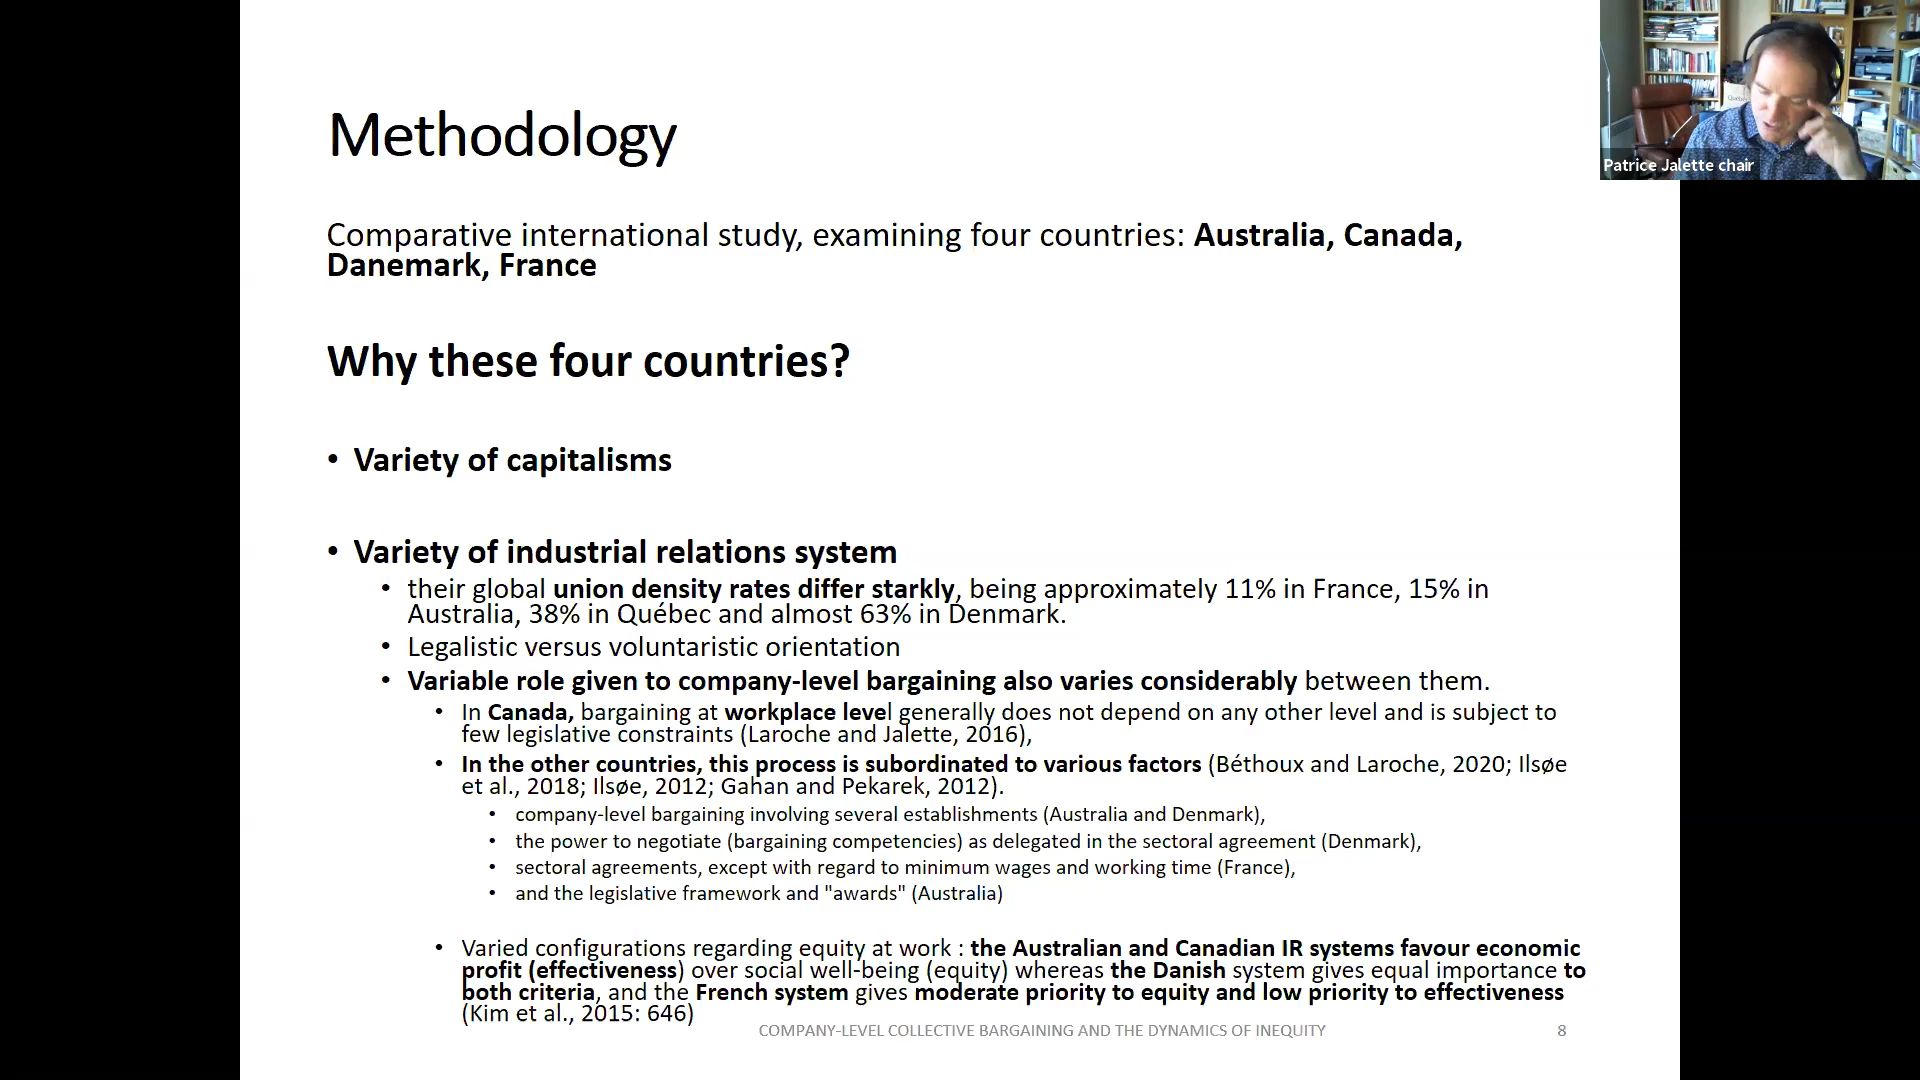 Methodology
Patrice Jalette chair
Comparative international study, examining four countries: Australia, Canada,
Danemark, France
Why these four countries?
• Variety of capitalisms
• Variety of industrial relations system
• their global union density rates differ starkly, being approximately 11% in France, 15% in
Australia, 38% in Québec and almost 63% in Denmark.
• Legalistic versus voluntaristic orientation
• Variable role given to company-level bargaining also varies considerably between them.
• In Canada, bargaining at workplace level generally does not depend on any other level and is subject to
few legislative constraints (Laroche and Jalette, 2016),
• In the other countries, this process is subordinated to various factors (Béthoux and Laroche, 2020; Ilsøe
et al., 2018; Ilsøe, 2012; Gahan and Pekarek, 2012).
• company-level bargaining involving several establishments (Australia and Denmark),
• the power to negotiate (bargaining competencies) as delegated in the sectoral agreement (Denmark),
• sectoral agreements, except with regard to minimum wages and working time (France),
• and the legislative framework and "awards" (Australia)
• Varied configurations regarding equity at work : the Australian and Canadian IR systems favour economic
profit (effectiveness) over social well-being (equity) whereas the Danish system gives equal importance to
both criteria, and the French system gives moderate priority to equity and low priority to effectiveness
(Kim et al., 2015: 646)
COMPANY-LEVEL COLLECTIVE BARGAINING AND THE DYNAMICS OF INEQUITY
8